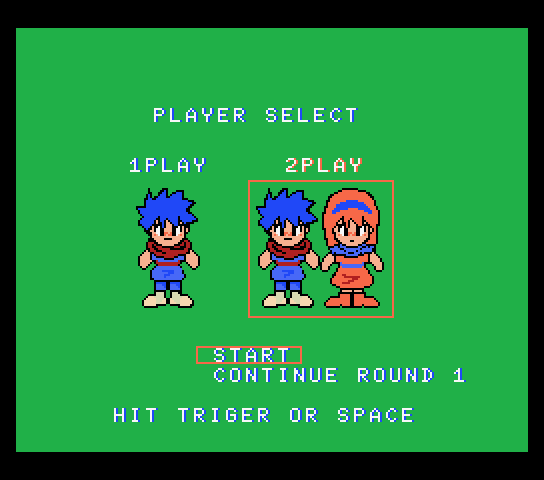 PLAYER SELECT
1PLAY 2PLAY
START
CONTINUE ROUND 1
HIT TRIGER OR SPACE